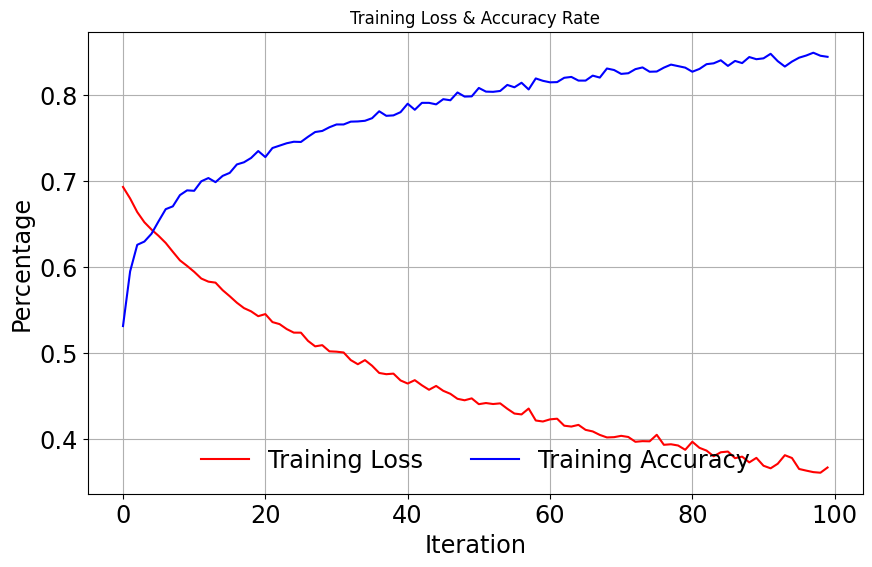 Training Loss & Accuracy Rate
0.8
0.7
0.6
0.5
0.4
Percentage
Training Loss
Training Accuracy
0
20
40
60
80
100
Iteration